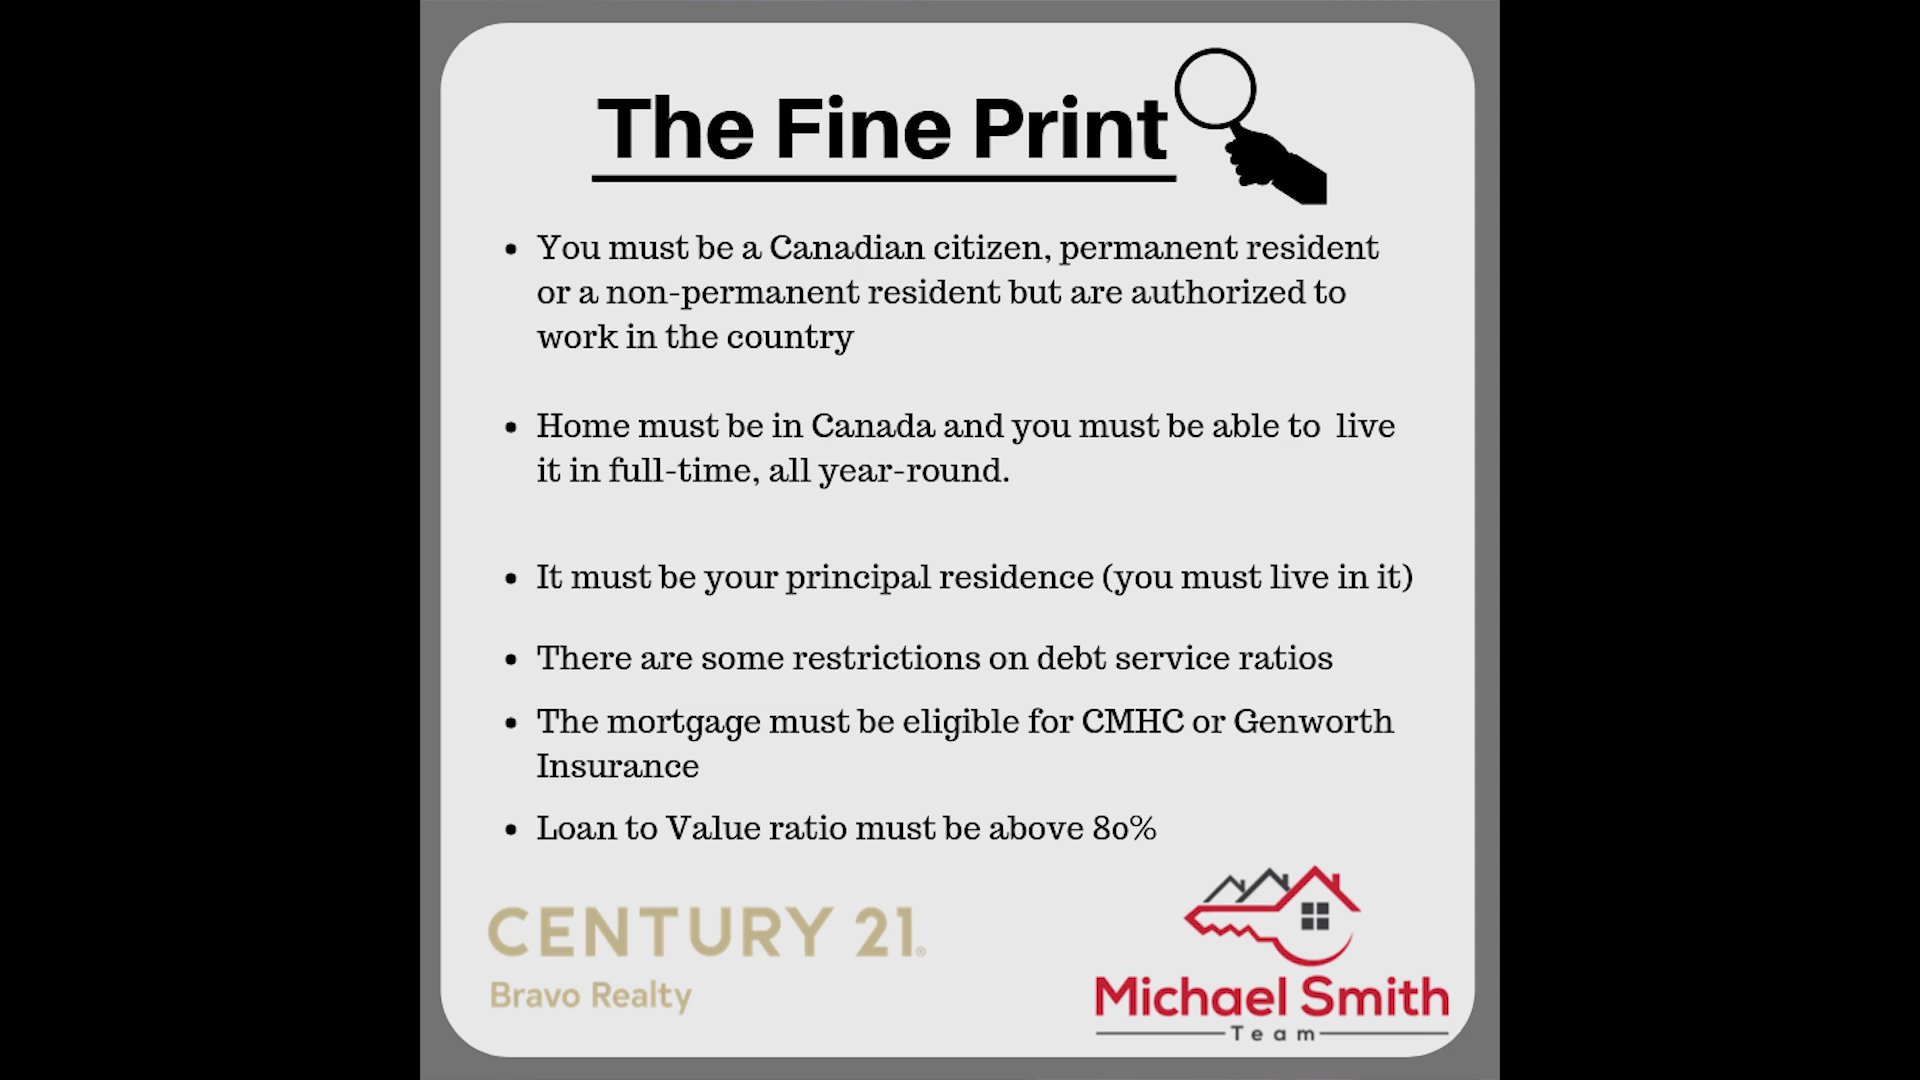 The Fine Print
• You must be a Canadian citizen, permanent resident
or a non-permanent resident but are authorized to
work in the country
• Home must be in Canada and you must be able to  live
it in full-time, all year-round.
• It must be your principal residence (you must live in it)
• There are some restrictions on debt service ratios
• The mortgage must be eligible for CMHC or Genworth
Insurance
• Loan to Value ratio must be above 80%
CENTURY 21®
Bravo Realty
Michael Smith
Team